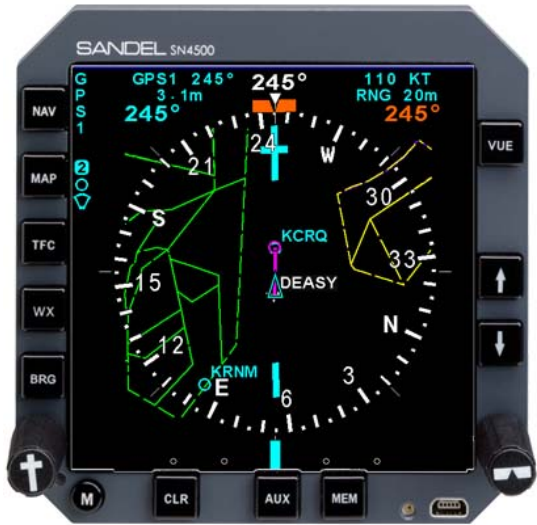 SANDEL SN4500
G
P
S
1
GPS1 245°
3.1m
245°
245°
110 KT
RNG 20m
245°
2
NAV
MAP
TFC
WX
BRG
VUE
21
24
W
30
S
33
15
N
12
E
6
3
KCRQ
DEASY
KRNM
M
CLR
AUX
MEM